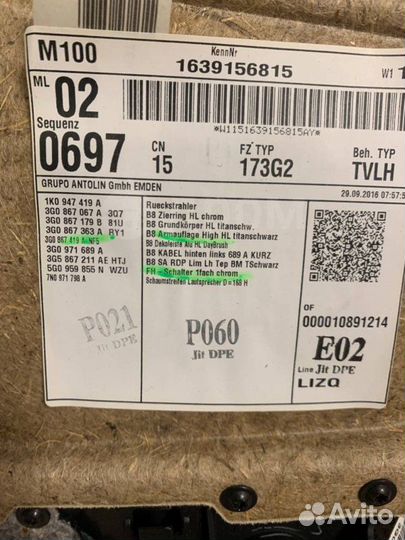 M100
KennNr
1639156815
W1 1
ML 02
*W1151639156815AY*
Sequenz
0697
CN
15
FZ TYP
173G2
Beh. TYP
TVLH
GRUPO ANTOLIN GmbH EMDEN
29.09.2016 07:57:5
1K0 947 419 A Rueckstrahler
3G0 867 067 A 3Q7 B8 Zierring HL chrom
3G0 867 179 B 81U B8 Grundkörper HL titanschw.
3G0 867 363 A RY1 B8 Armauflage High HL titanschwarz
3G0 867 419 A NFS B8 Dekoleiste Alu HL DayBrush
3G0 971 689 A B8 KABEL hinten links 689 A KURZ
3G5 867 211 AE HTJ B8 SA RDP Lim Lh Tep BM TSchwarz
5G0 959 855 N WZU FH - Schalter 1fach chrom
7N0 971 798 A Schaumstreifen Lautsprecher D=168 H
P021
Jit DPE
P060
Jit DPE
OF
000010891214
E02
Line Jit DPE
LIZQ
Avito